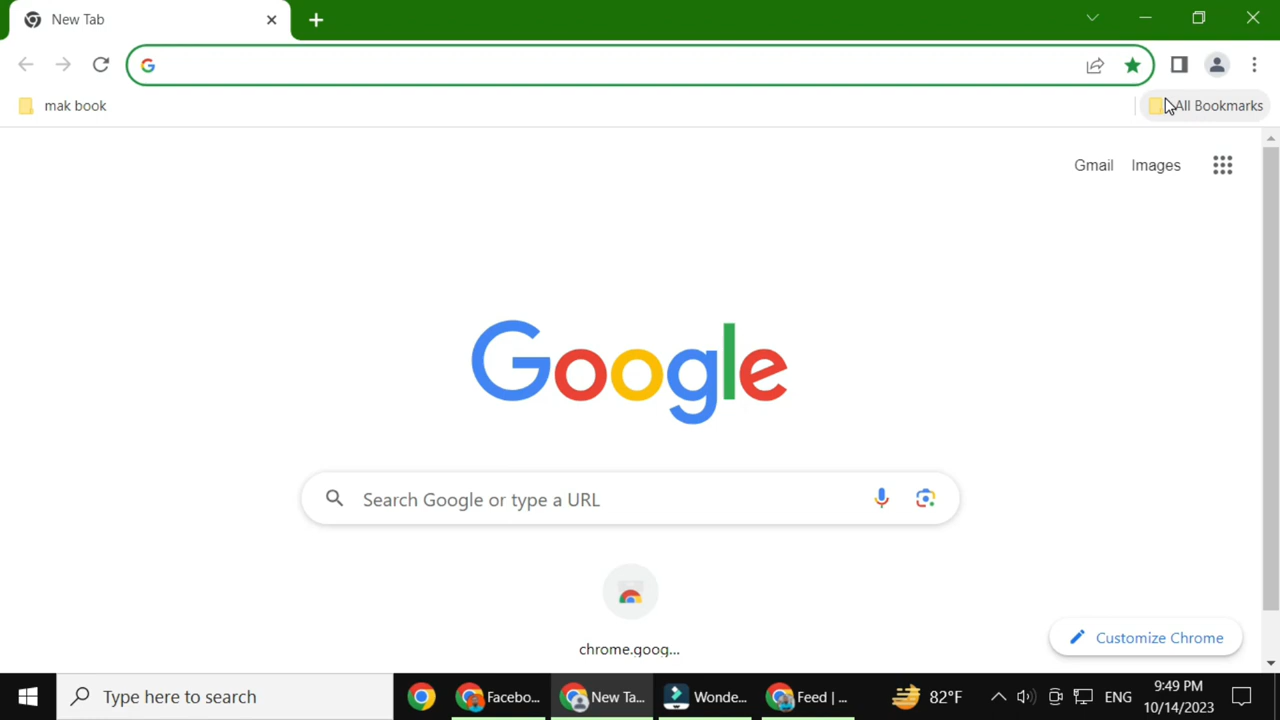 New Tab
mak book
All Bookmarks
Gmail Images
Google
Search Google or type a URL
chrome.goog...
Customize Chrome
Type here to search
Facebo...
New Ta...
Wonde...
Feed | ...
82°F
ENG
9:49 PM
10/14/2023